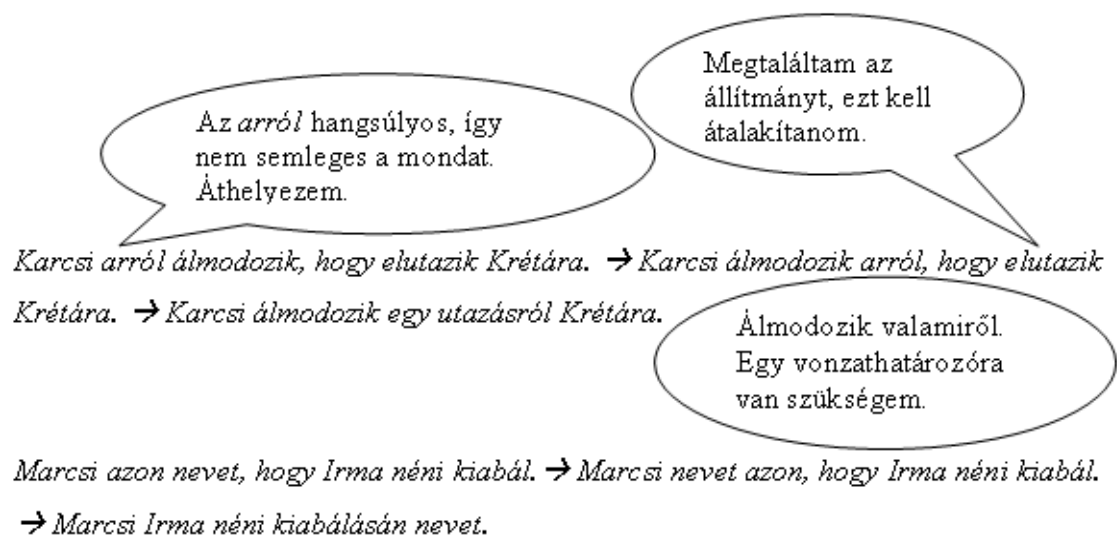 Megtaláltam az
állítmányt, ezt kell
átalakítanom.
Az arról hangsúlyos, így
nem semleges a mondat.
Áthelyezem.
Karcsi arról álmodozik, hogy elutazik Krétára. → Karcsi álmodozik arról, hogy elutazik
Krétára. → Karcsi álmodozik egy utazásról Krétára.
Álmodozik valamiről.
Egy vonzathatározóra
van szükségem.
Marcsi azon nevet, hogy Irma néni kiabál. → Marcsi nevet azon, hogy Irma néni kiabál.
→ Marcsi Irma néni kiabálásán nevet.